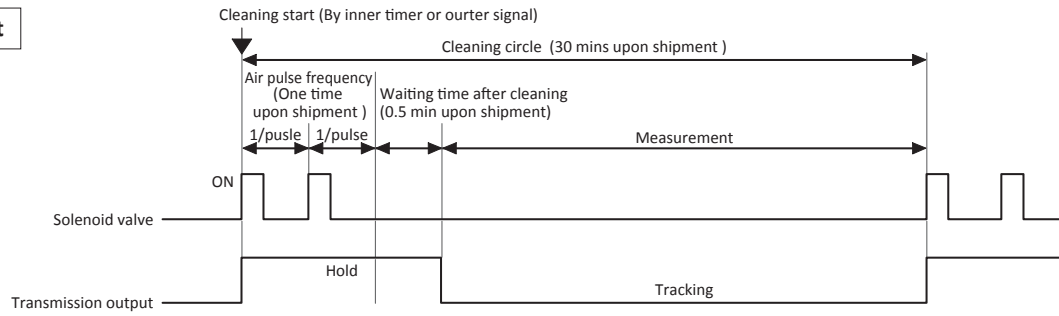 t
Cleaning start (By inner timer or ourter signal)
Cleaning circle (30 mins upon shipment )
Air pulse frequency
(One time
upon shipment )
Waiting time after cleaning
(0.5 min upon shipment)
1/pusle
1/pulse
Measurement
ON
Solenoid valve
Hold
Tracking
Transmission output